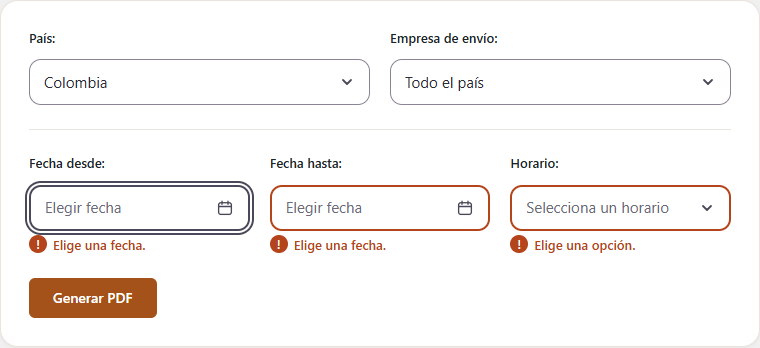 País:
Empresa de envío:
Colombia
Todo el país
Fecha desde:
Fecha hasta:
Horario:
Elegir fecha
Elegir fecha
Selecciona un horario
! Elige una fecha.
! Elige una fecha.
! Elige una opción.
Generar PDF